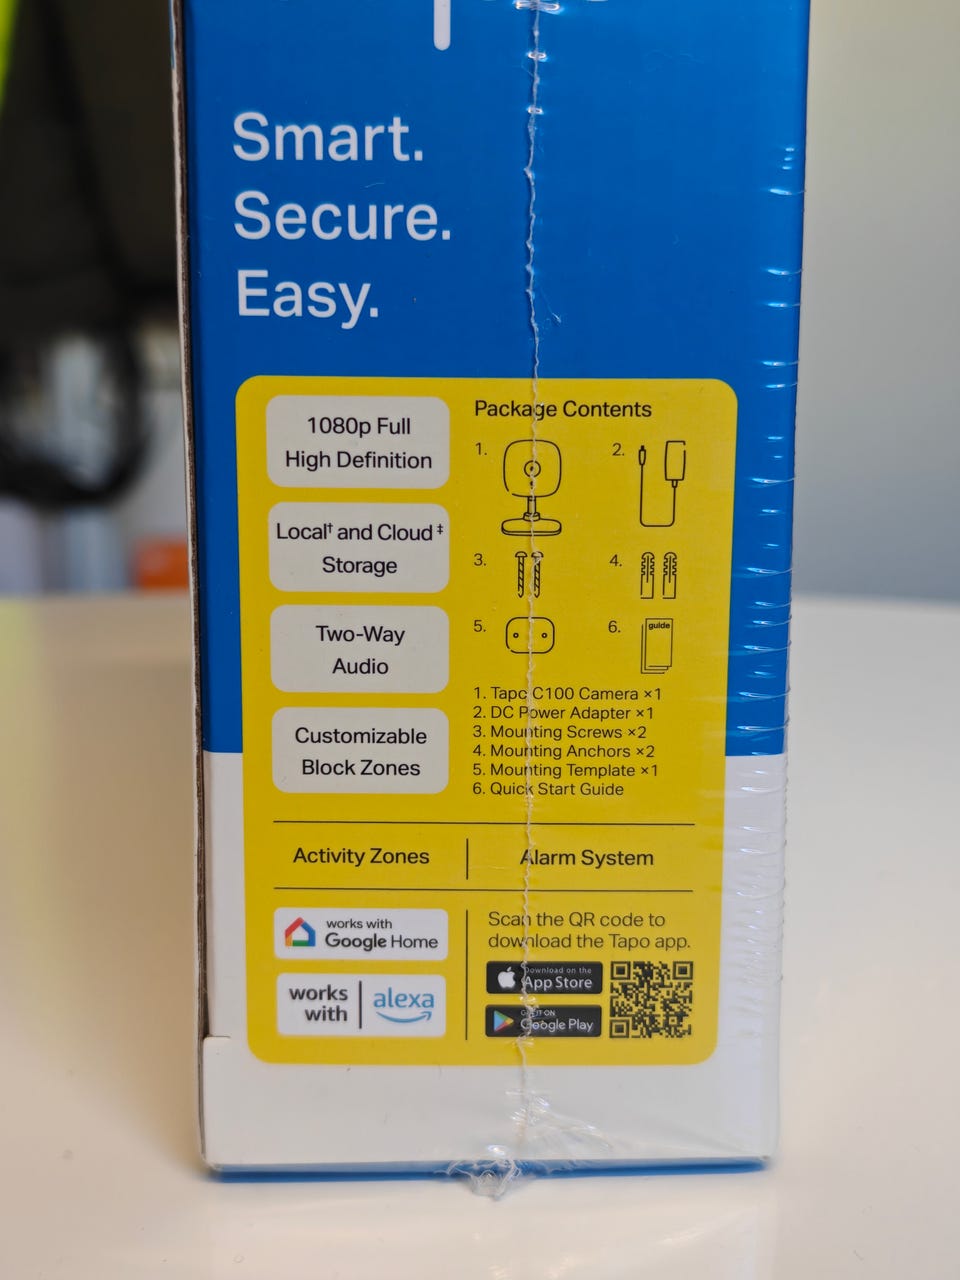 Smart.
Secure.
Easy.
1080p Full
High Definition
Local† and Cloud‡
Storage
Two-Way
Audio
Customizable
Block Zones
Package Contents
1.
2.
3.
4.
5.
6.
guide
1. Tapo C100 Camera ×1
2. DC Power Adapter ×1
3. Mounting Screws ×2
4. Mounting Anchors ×2
5. Mounting Template ×1
6. Quick Start Guide
Activity Zones
Alarm System
works with
Google Home
works
with
alexa
Scan the QR code to
download the Tapo app.
Download on the
App Store
GET IT ON
Google Play